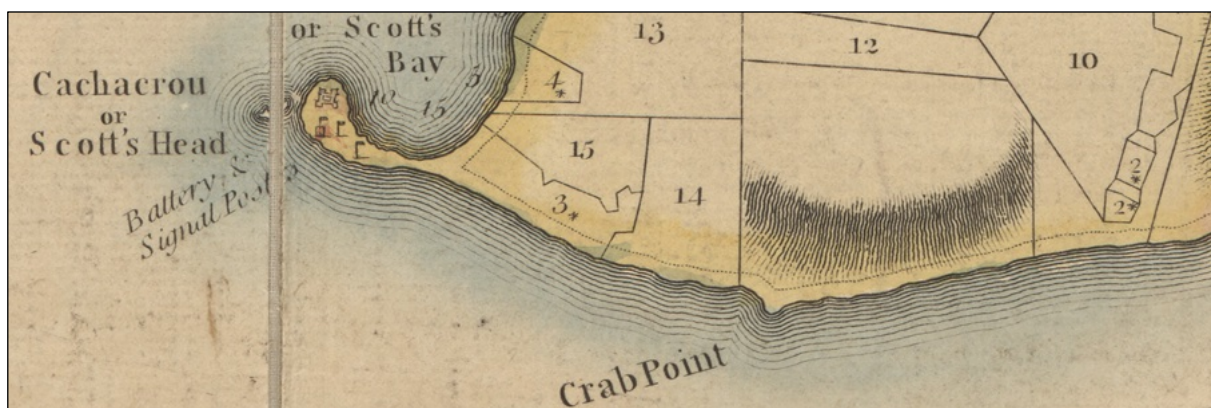 or Scott's
Bay
Cachacrou
or
Scott's Head
Battery &
Signal Post
5
10
15
13
4*
12
10
15
14
3*
2*
2*
Crab Point